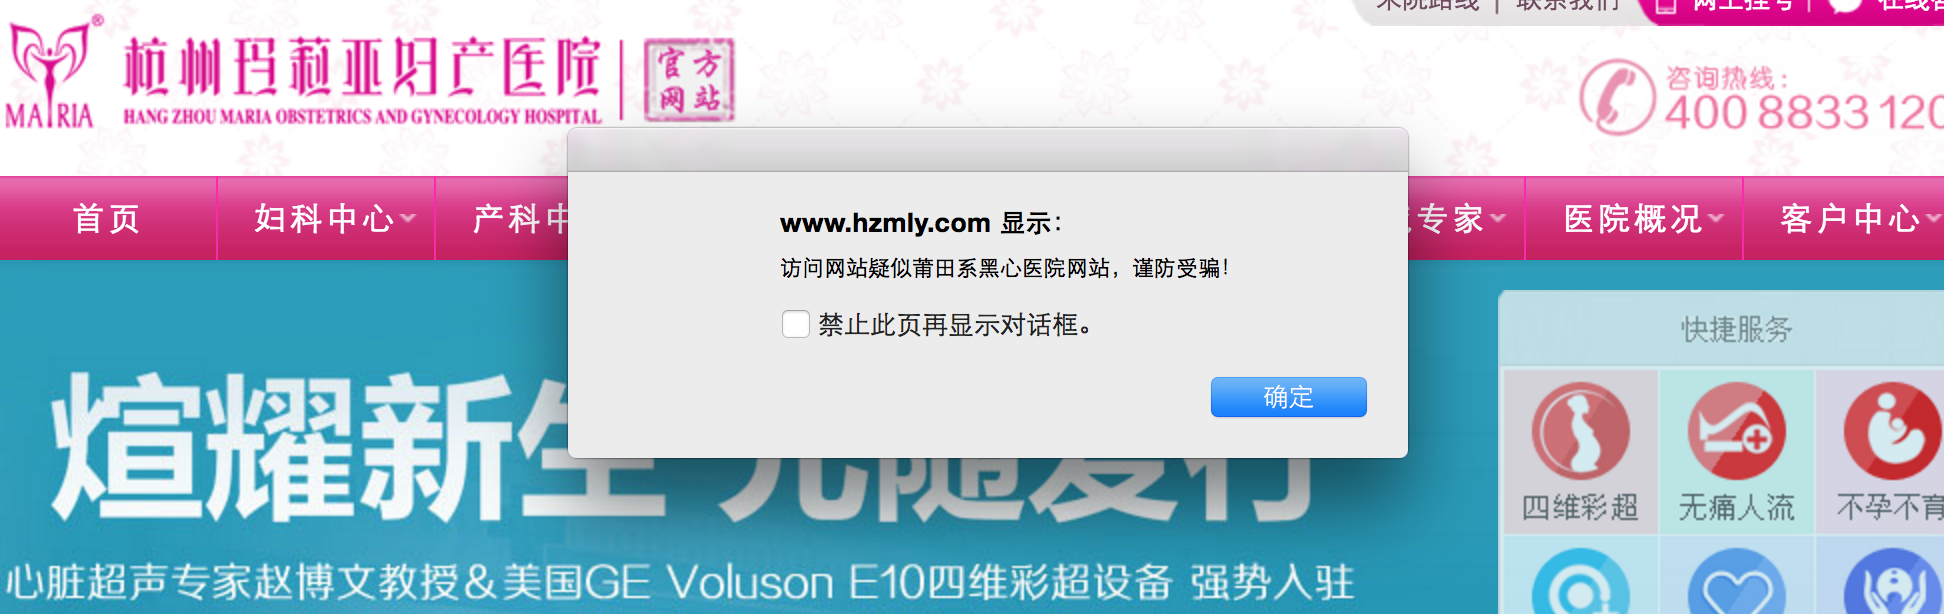 来院路线 | 联系我们 网上挂号
MARIA
杭州玛莉亚妇产医院
HANG ZHOU MARIA OBSTETRICS AND GYNECOLOGY HOSPITAL
官方
网站
咨询热线：
400 8833 120
首页 妇科中心 产科中 专家 医院概况 客户中心
www.hzmly.com 显示：
访问网站疑似莆田系黑心医院网站，谨防受骗！
禁止此页再显示对话框。
确定
煊耀新生 光随爱行
心脏超声专家赵博文教授&美国GE Voluson E10四维彩超设备 强势入驻
快捷服务
四维彩超 无痛人流 不孕不育